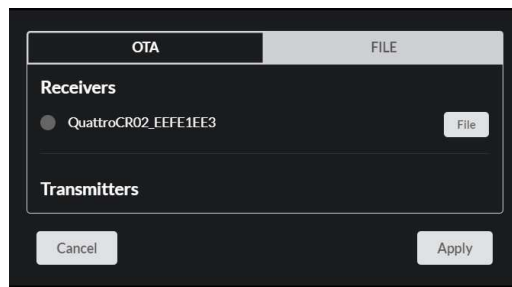 OTA FILE
Receivers
QuattroCR02_EEFE1EE3 File
Transmitters
Cancel Apply